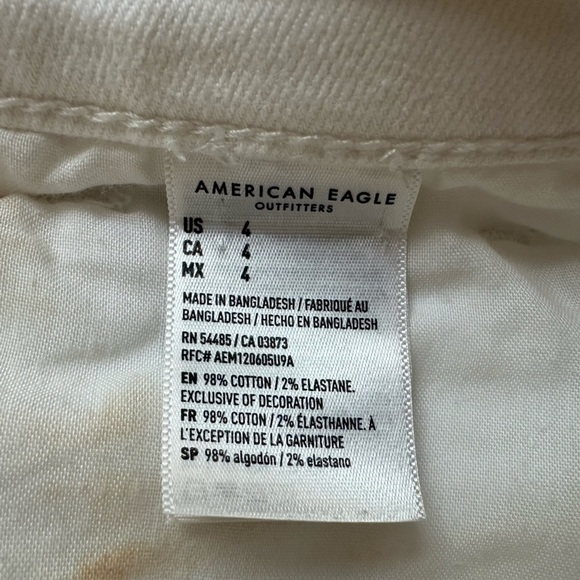 AMERICAN EAGLE
OUTFITTERS
US 4
CA 4
MX 4
MADE IN BANGLADESH / FABRIQUÉ AU
BANGLADESH / HECHO EN BANGLADESH
RN 54485 / CA 03873
RFC# AEM120605U9A
EN 98% COTTON / 2% ELASTANE.
EXCLUSIVE OF DECORATION
FR 98% COTON / 2% ÉLASTHANNE. À
L'EXCEPTION DE LA GARNITURE
SP 98% algodón / 2% elastano